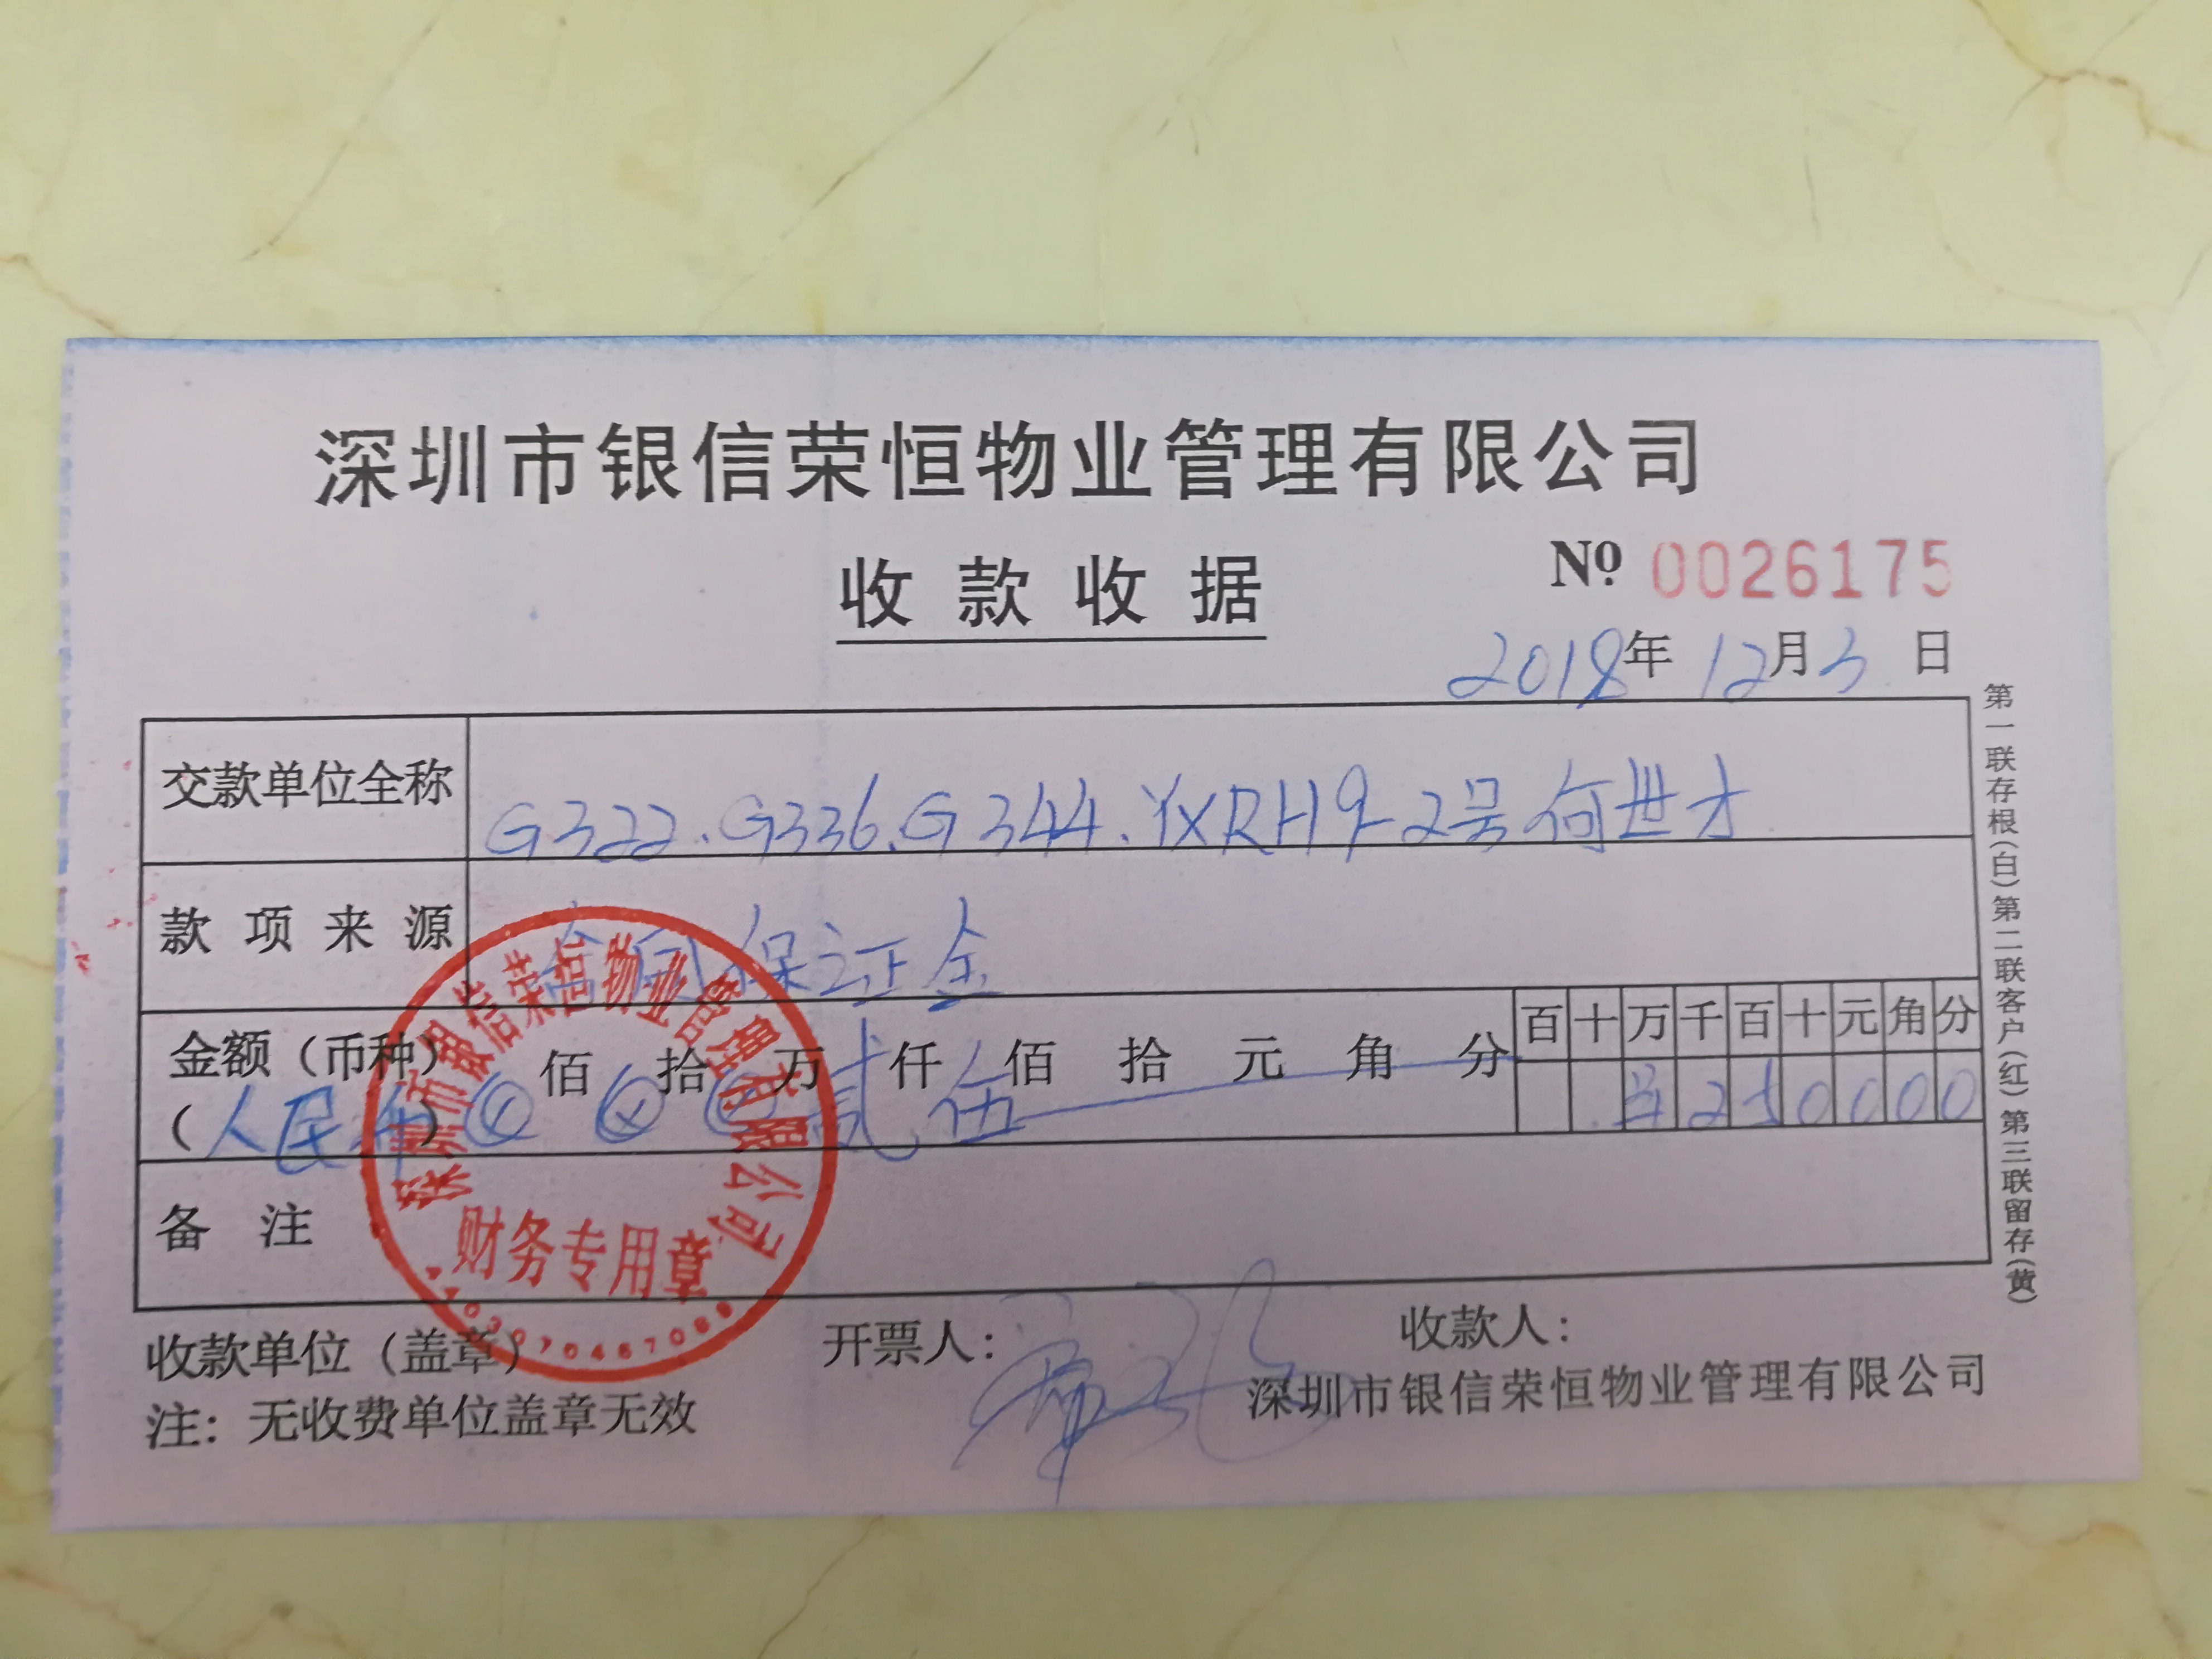 深圳市银信荣恒物业管理有限公司
收款收据
№ 0026175
2018年12月3日
交款单位全称 G322.G336.G344.YXRH9-2号何世才
款项来源 合同保证金
金额（币种） 佰 拾 万 贰仟 伍佰 拾 元 角 分 百 十 万 千 百 十 元 角 分
（人民币） ⊗ ⊗ ⊗ 250000
备注
收款单位（盖章） 开票人： 收款人：
注：无收费单位盖章无效 深圳市银信荣恒物业管理有限公司
第一联存根（白）第二联客户（红）第三联留存（黄）
深圳市银信荣恒物业管理有限公司
财务专用章